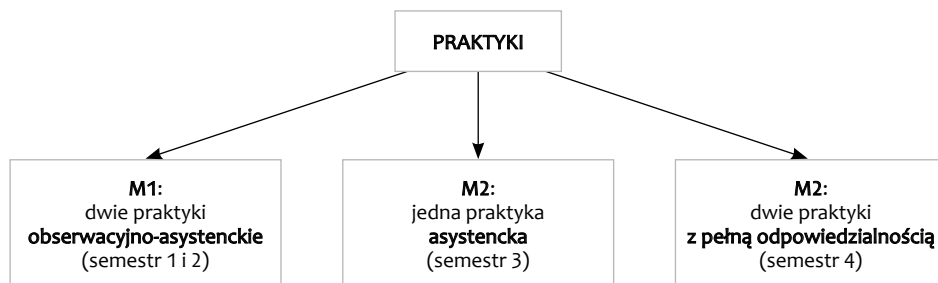 PRAKTYKI
M1:
dwie praktyki
obserwacyjno-asystenckie
(semestr 1 i 2)
M2:
jedna praktyka
asystencka
(semestr 3)
M2:
dwie praktyki
z pełną odpowiedzialnością
(semestr 4)